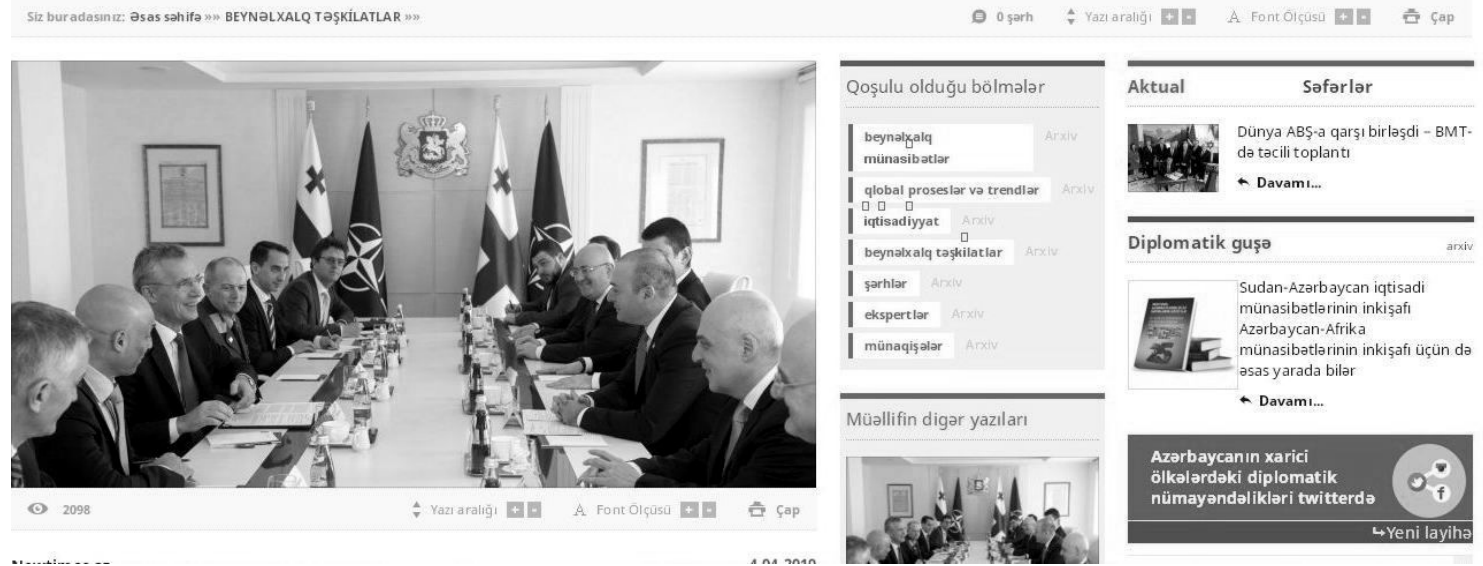 Siz buradasınız: Əsas səhifə »» BEYNƏLXALQ TƏŞKİLATLAR »»
0 şərh
Yazı aralığı + -
A Font Ölçüsü + -
Çap
2098
Yazı aralığı + -
A Font Ölçüsü + -
Çap
Newtimes.az
4-04-2019
Qoşulu olduğu bölmələr
beynəlxalq
münasibətlər
Arxiv
qlobal proseslər və trendlər Arxiv
iqtisadiyyat Arxiv
beynəlxalq təşkilatlar Arxiv
şərhlər Arxiv
ekspertlər Arxiv
münaqişələr Arxiv
Müəllifin digər yazıları
Aktual
Səfərlər
Dünya ABŞ-a qarşı birləşdi – BMT-
də təcili toplantı
Davamı...
Diplomatik guşə
arxiv
Sudan-Azərbaycan iqtisadi
münasibətlərinin inkişafı
Azərbaycan-Afrika
münasibətlərinin inkişafı üçün də
əsas yarada bilər
Davamı...
Azərbaycanın xarici
ölkələrdəki diplomatik
nümayəndəlikləri twitterdə
Yeni layihə